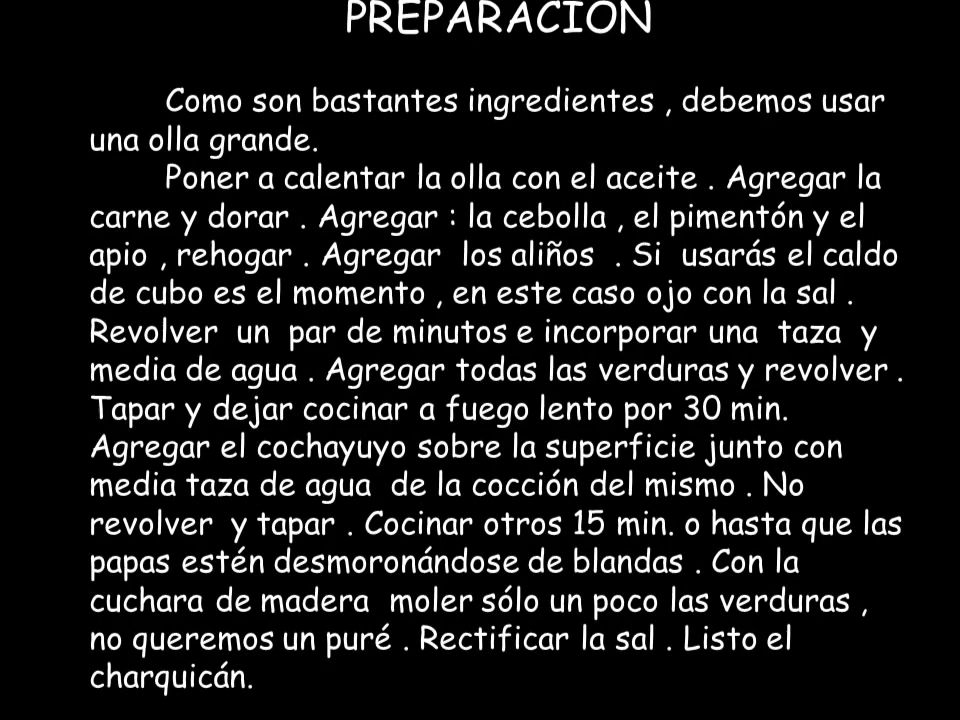 PREPARACIÓN
Como son bastantes ingredientes , debemos usar
una olla grande.
Poner a calentar la olla con el aceite . Agregar la
carne y dorar . Agregar : la cebolla , el pimentón y el
apio , rehogar . Agregar los aliños . Si usarás el caldo
de cubo es el momento , en este caso ojo con la sal .
Revolver un par de minutos e incorporar una taza y
media de agua . Agregar todas las verduras y revolver .
Tapar y dejar cocinar a fuego lento por 30 min.
Agregar el cochayuyo sobre la superficie junto con
media taza de agua de la cocción del mismo . No
revolver y tapar . Cocinar otros 15 min. o hasta que las
papas estén desmoronándose de blandas . Con la
cuchara de madera moler sólo un poco las verduras ,
no queremos un puré . Rectificar la sal . Listo el
charquicán.